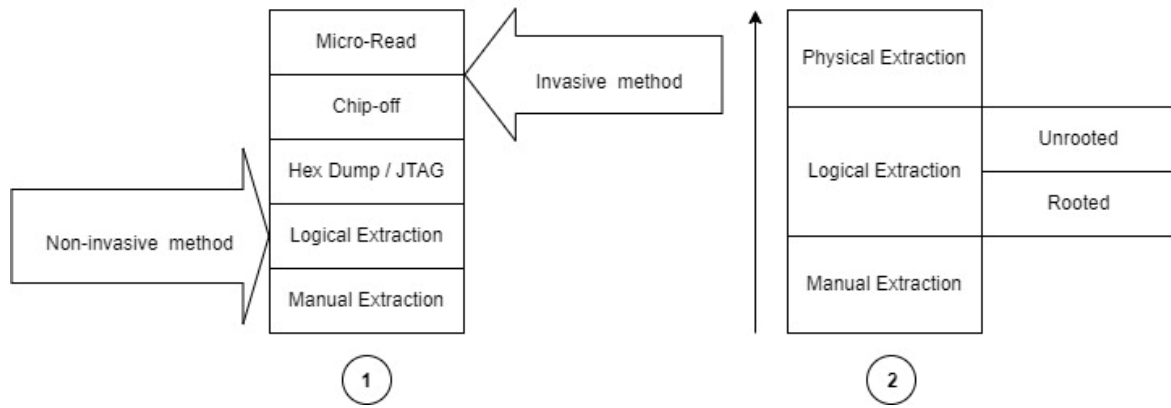 Micro-Read
Chip-off
Hex Dump / JTAG
Logical Extraction
Manual Extraction
Invasive method
Non-invasive method
1
Physical Extraction
Logical Extraction
Unrooted
Rooted
Manual Extraction
2